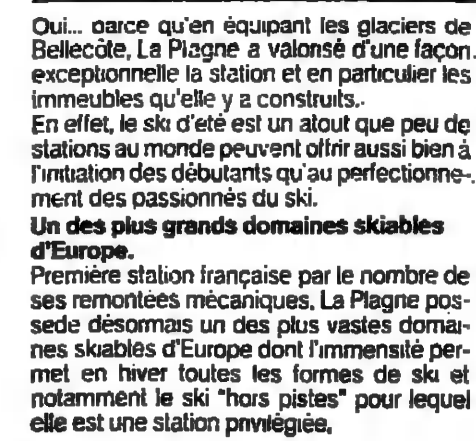 Oui... parce qu'en équipant les glaciers de
Bellecôte, La Plagne a valorisé d'une façon
exceptionnelle la station et en particulier les
immeubles qu'elle y a construits.
En effet, le ski d'été est un atout que peu de
stations au monde peuvent offrir aussi bien à
l'initiation des débutants qu'au perfectionne-
ment des passionnés du ski.
Un des plus grands domaines skiables
d'Europe.
Première station française par le nombre de
ses remontées mécaniques, La Plagne pos-
sede désormais un des plus vastes domai-
nes skiables d'Europe dont l'immensité per-
met en hiver toutes les formes de ski et
notamment le ski "hors pistes" pour lequel
elle est une station privilégiée.